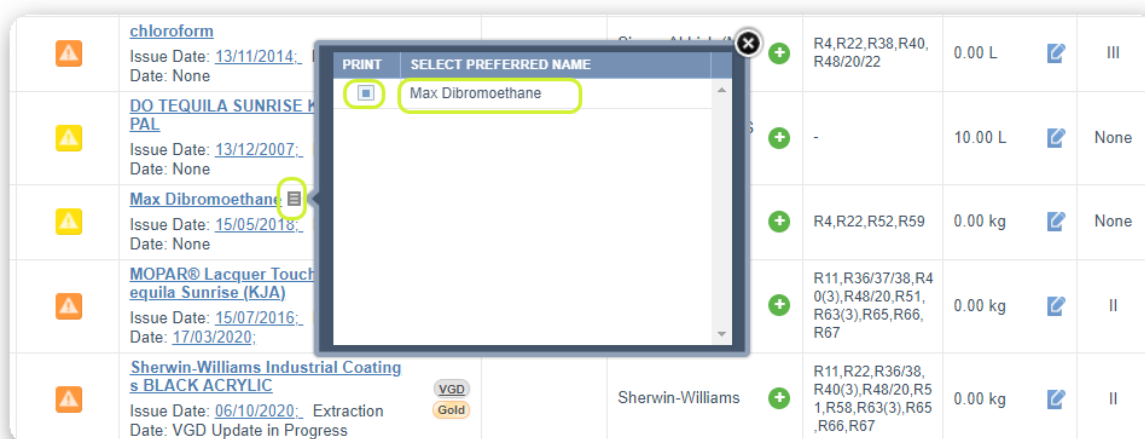 chloroform
Issue Date: 13/11/2014;
Date: None
R4,R22,R38,R40,
R48/20/22
0.00 L
III
PRINT SELECT PREFERRED NAME
Max Dibromoethane
DO TEQUILA SUNRISE
PAL
Issue Date: 13/12/2007;
Date: None
-
10.00 L
None
Max Dibromoethane
Issue Date: 15/05/2018;
Date: None
R4,R22,R52,R59
0.00 kg
None
MOPAR® Lacquer Touch
equila Sunrise (KJA)
Issue Date: 15/07/2016;
Date: 17/03/2020;
R11,R36/37/38,R4
0(3),R48/20,R51,
R63(3),R65,R66,
R67
0.00 kg
II
Sherwin-Williams Industrial Coating
s BLACK ACRYLIC
Issue Date: 06/10/2020; Extraction
Date: VGD Update in Progress
VGD
Gold
Sherwin-Williams
R11,R22,R36/38,
R40(3),R48/20,R5
1,R58,R63(3),R65
,R66,R67
0.00 kg
II